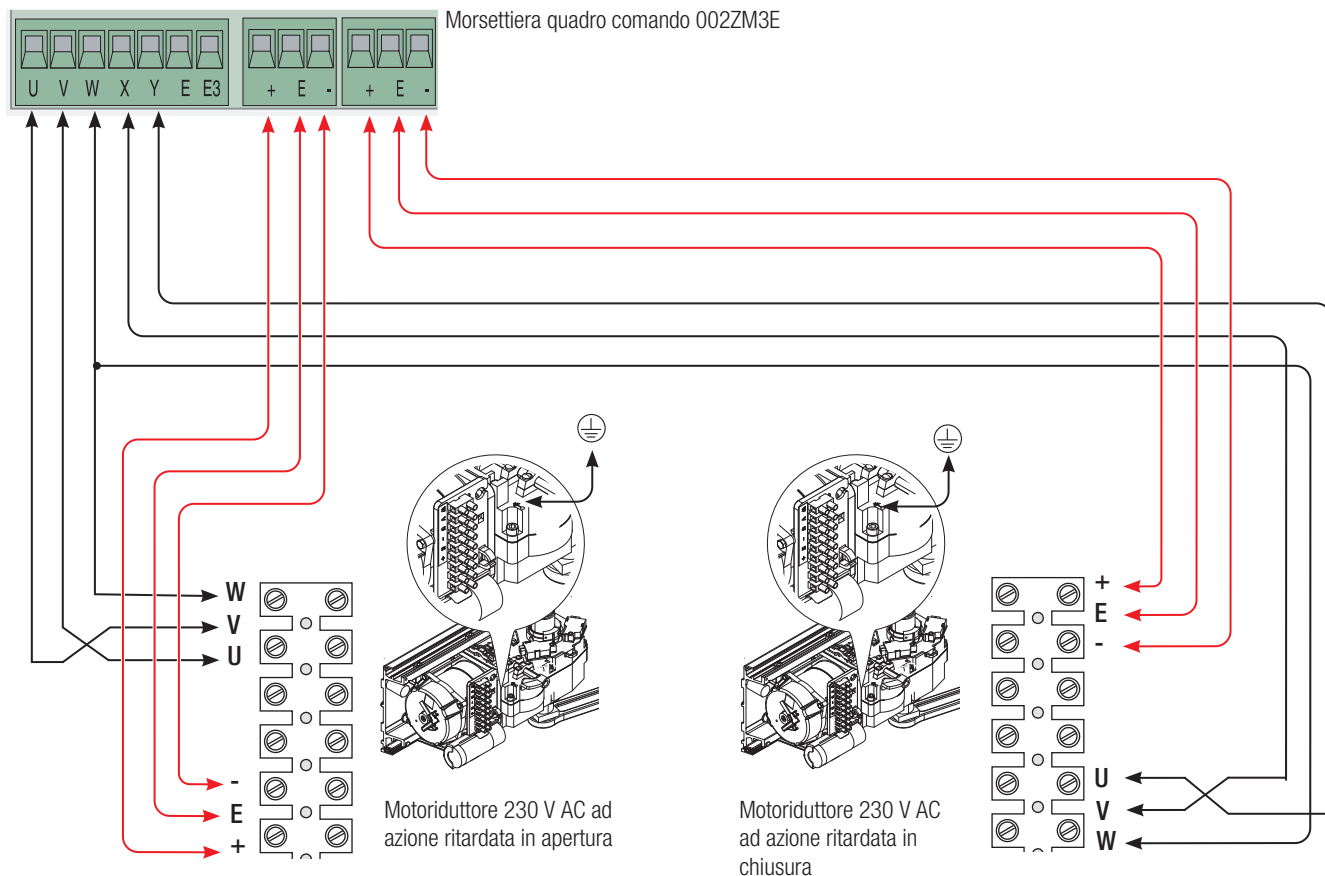 Morsettiera quadro comando 002ZM3E
U V W X Y E E3 + E - + E -
W
V
U
-
E
+
Motoriduttore 230 V AC ad
azione ritardata in apertura
Motoriduttore 230 V AC
ad azione ritardata in
chiusura
+
E
-
U
V
W